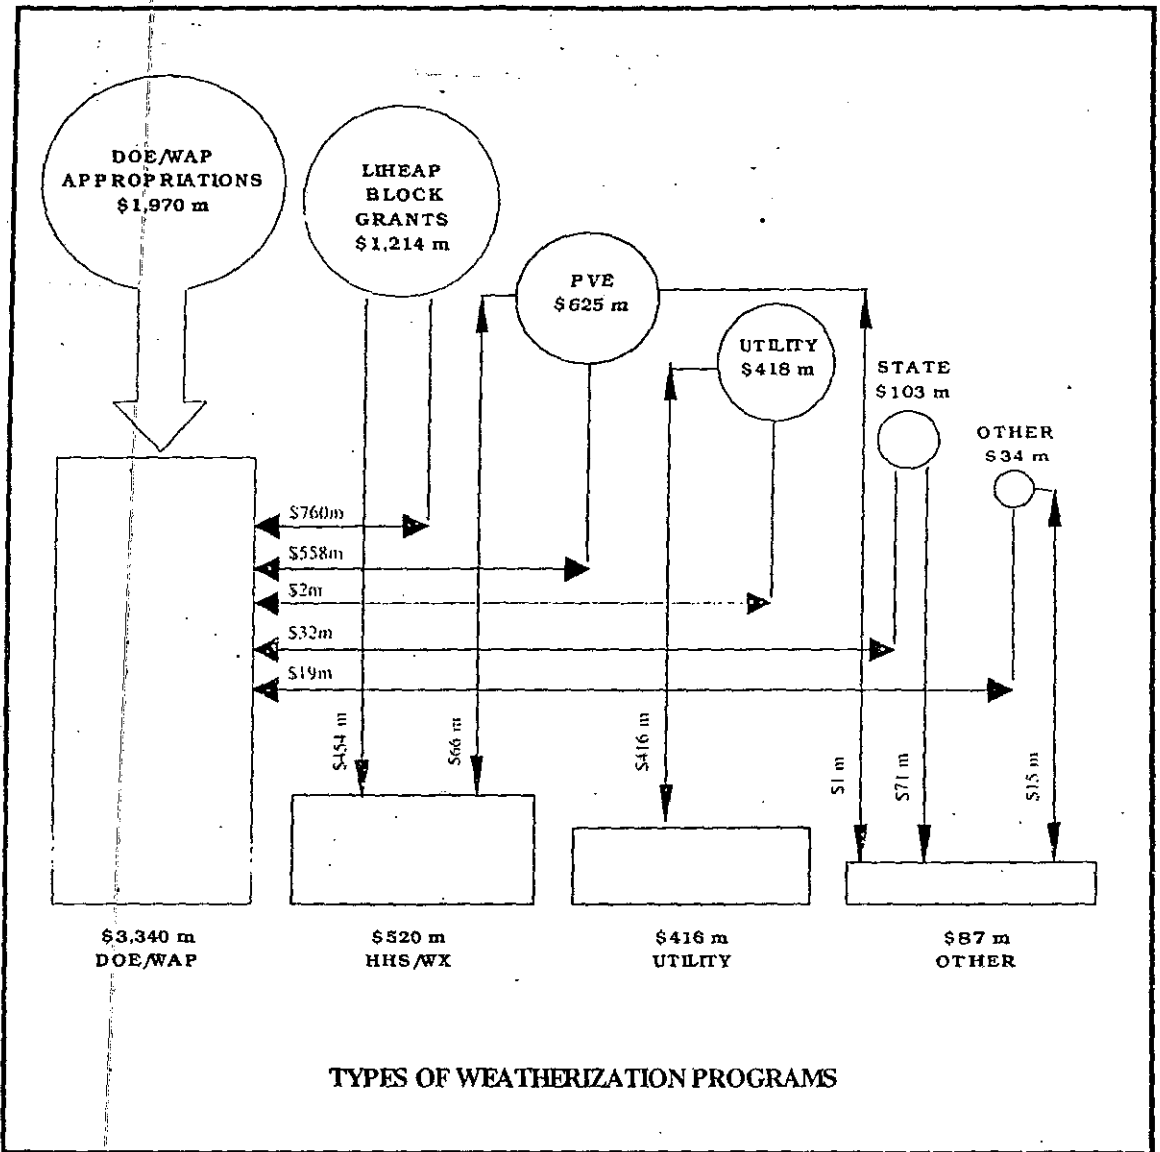 DOE/WAP
APPROPRIATIONS
$1,970 m
LIHEAP
BLOCK
GRANTS
$1,214 m
PVE
$625 m
UTILITY
$418 m
STATE
$103 m
OTHER
$34 m
$760m
$558m
$2m
$32m
$19m
$454 m
$66 m
$416 m
$1 m
$71 m
$15 m
$3,340 m
DOE/WAP
$520 m
HHS/WX
$416 m
UTILITY
$87 m
OTHER
TYPES OF WEATHERIZATION PROGRAMS